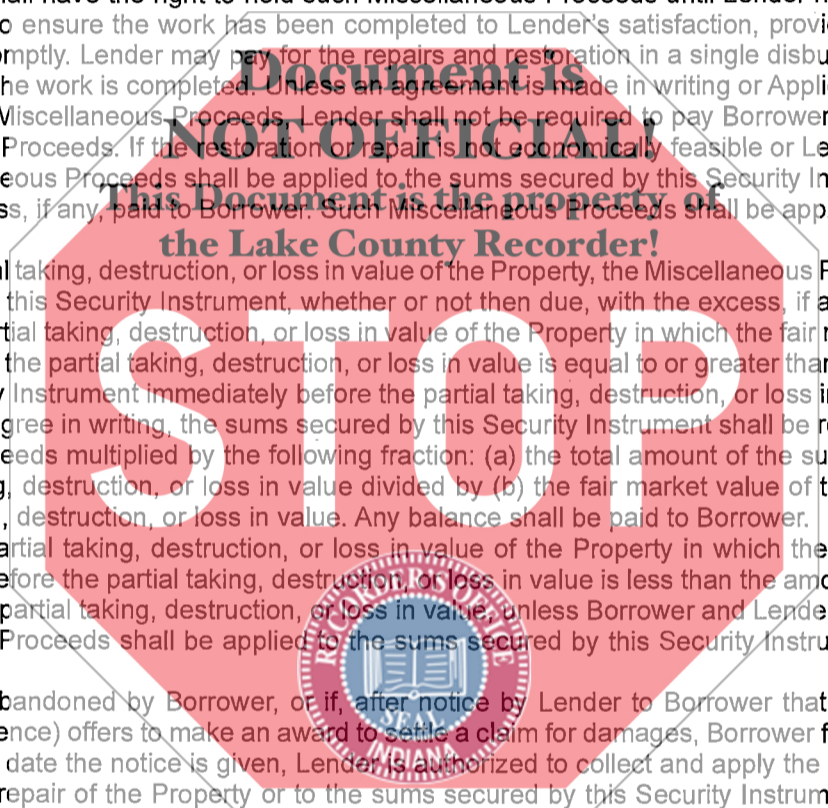 o ensure the work has been completed to Lender's satisfaction, provi
mptly. Lender may pay for the repairs and restoration in a single disbu
he work is completed. Unless an agreement is made in writing or Appli
Miscellaneous Proceeds, Lender shall not be required to pay Borrower
Proceeds. If the restoration or repair is not economically feasible or Le
eous Proceeds shall be applied to the sums secured by this Security In
ss, if any, paid to Borrower. Such Miscellaneous Proceeds shall be app
Document is
NOT OFFICIAL!
This Document is the property of
the Lake County Recorder!
l taking, destruction, or loss in value of the Property, the Miscellaneous P
this Security Instrument, whether or not then due, with the excess, if a
rtial taking, destruction, or loss in value of the Property in which the fair
the partial taking, destruction, or loss in value is equal to or greater than
Instrument immediately before the partial taking, destruction, or loss i
gree in writing, the sums secured by this Security Instrument shall be r
eeds multiplied by the following fraction: (a) the total amount of the su
g, destruction, or loss in value divided by (b) the fair market value of t
, destruction, or loss in value. Any balance shall be paid to Borrower.
STOP
artial taking, destruction, or loss in value of the Property in which the
efore the partial taking, destruction, or loss in value is less than the amo
partial taking, destruction, or loss in value, unless Borrower and Lende
Proceeds shall be applied to the sums secured by this Security Instru
bandoned by Borrower, or if, after notice by Lender to Borrower that
ence) offers to make an award to settle a claim for damages, Borrower f
date the notice is given, Lender is authorized to collect and apply the
repair of the Property or to the sums secured by this Security Instrum
RECORDER'S OFFICE
SEAL
INDIANA